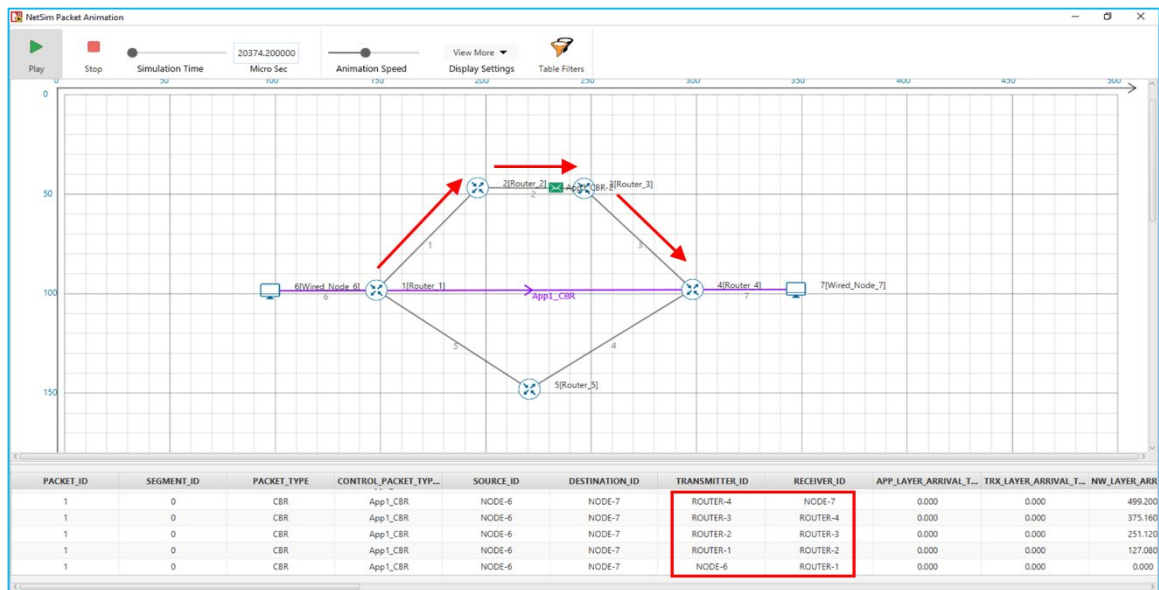 NetSim Packet Animation
20374.200000
View More
Play
Stop
Simulation Time
Micro Sec
Animation Speed
Display Settings
Table Filters
0 50 100 150 200 250 300 350 400 450 500
0
2[Router_2]
3[Router_3]
50
2
1
3
6[Wired_Node_6]
1[Router_1]
4[Router_4]
7[Wired_Node_7]
100
6
App1_CBR
7
5
4
5[Router_5]
150
PACKET_ID SEGMENT_ID PACKET_TYPE CONTROL_PACKET_TYP... SOURCE_ID DESTINATION_ID TRANSMITTER_ID RECEIVER_ID APP_LAYER_ARRIVAL_T... TRX_LAYER_ARRIVAL_T... NW_LAYER_ARR
1 0 CBR App1_CBR NODE-6 NODE-7 ROUTER-4 NODE-7 0.000 0.000 499.200
1 0 CBR App1_CBR NODE-6 NODE-7 ROUTER-3 ROUTER-4 0.000 0.000 375.160
1 0 CBR App1_CBR NODE-6 NODE-7 ROUTER-2 ROUTER-3 0.000 0.000 251.120
1 0 CBR App1_CBR NODE-6 NODE-7 ROUTER-1 ROUTER-2 0.000 0.000 127.080
1 0 CBR App1_CBR NODE-6 NODE-7 NODE-6 ROUTER-1 0.000 0.000 0.000